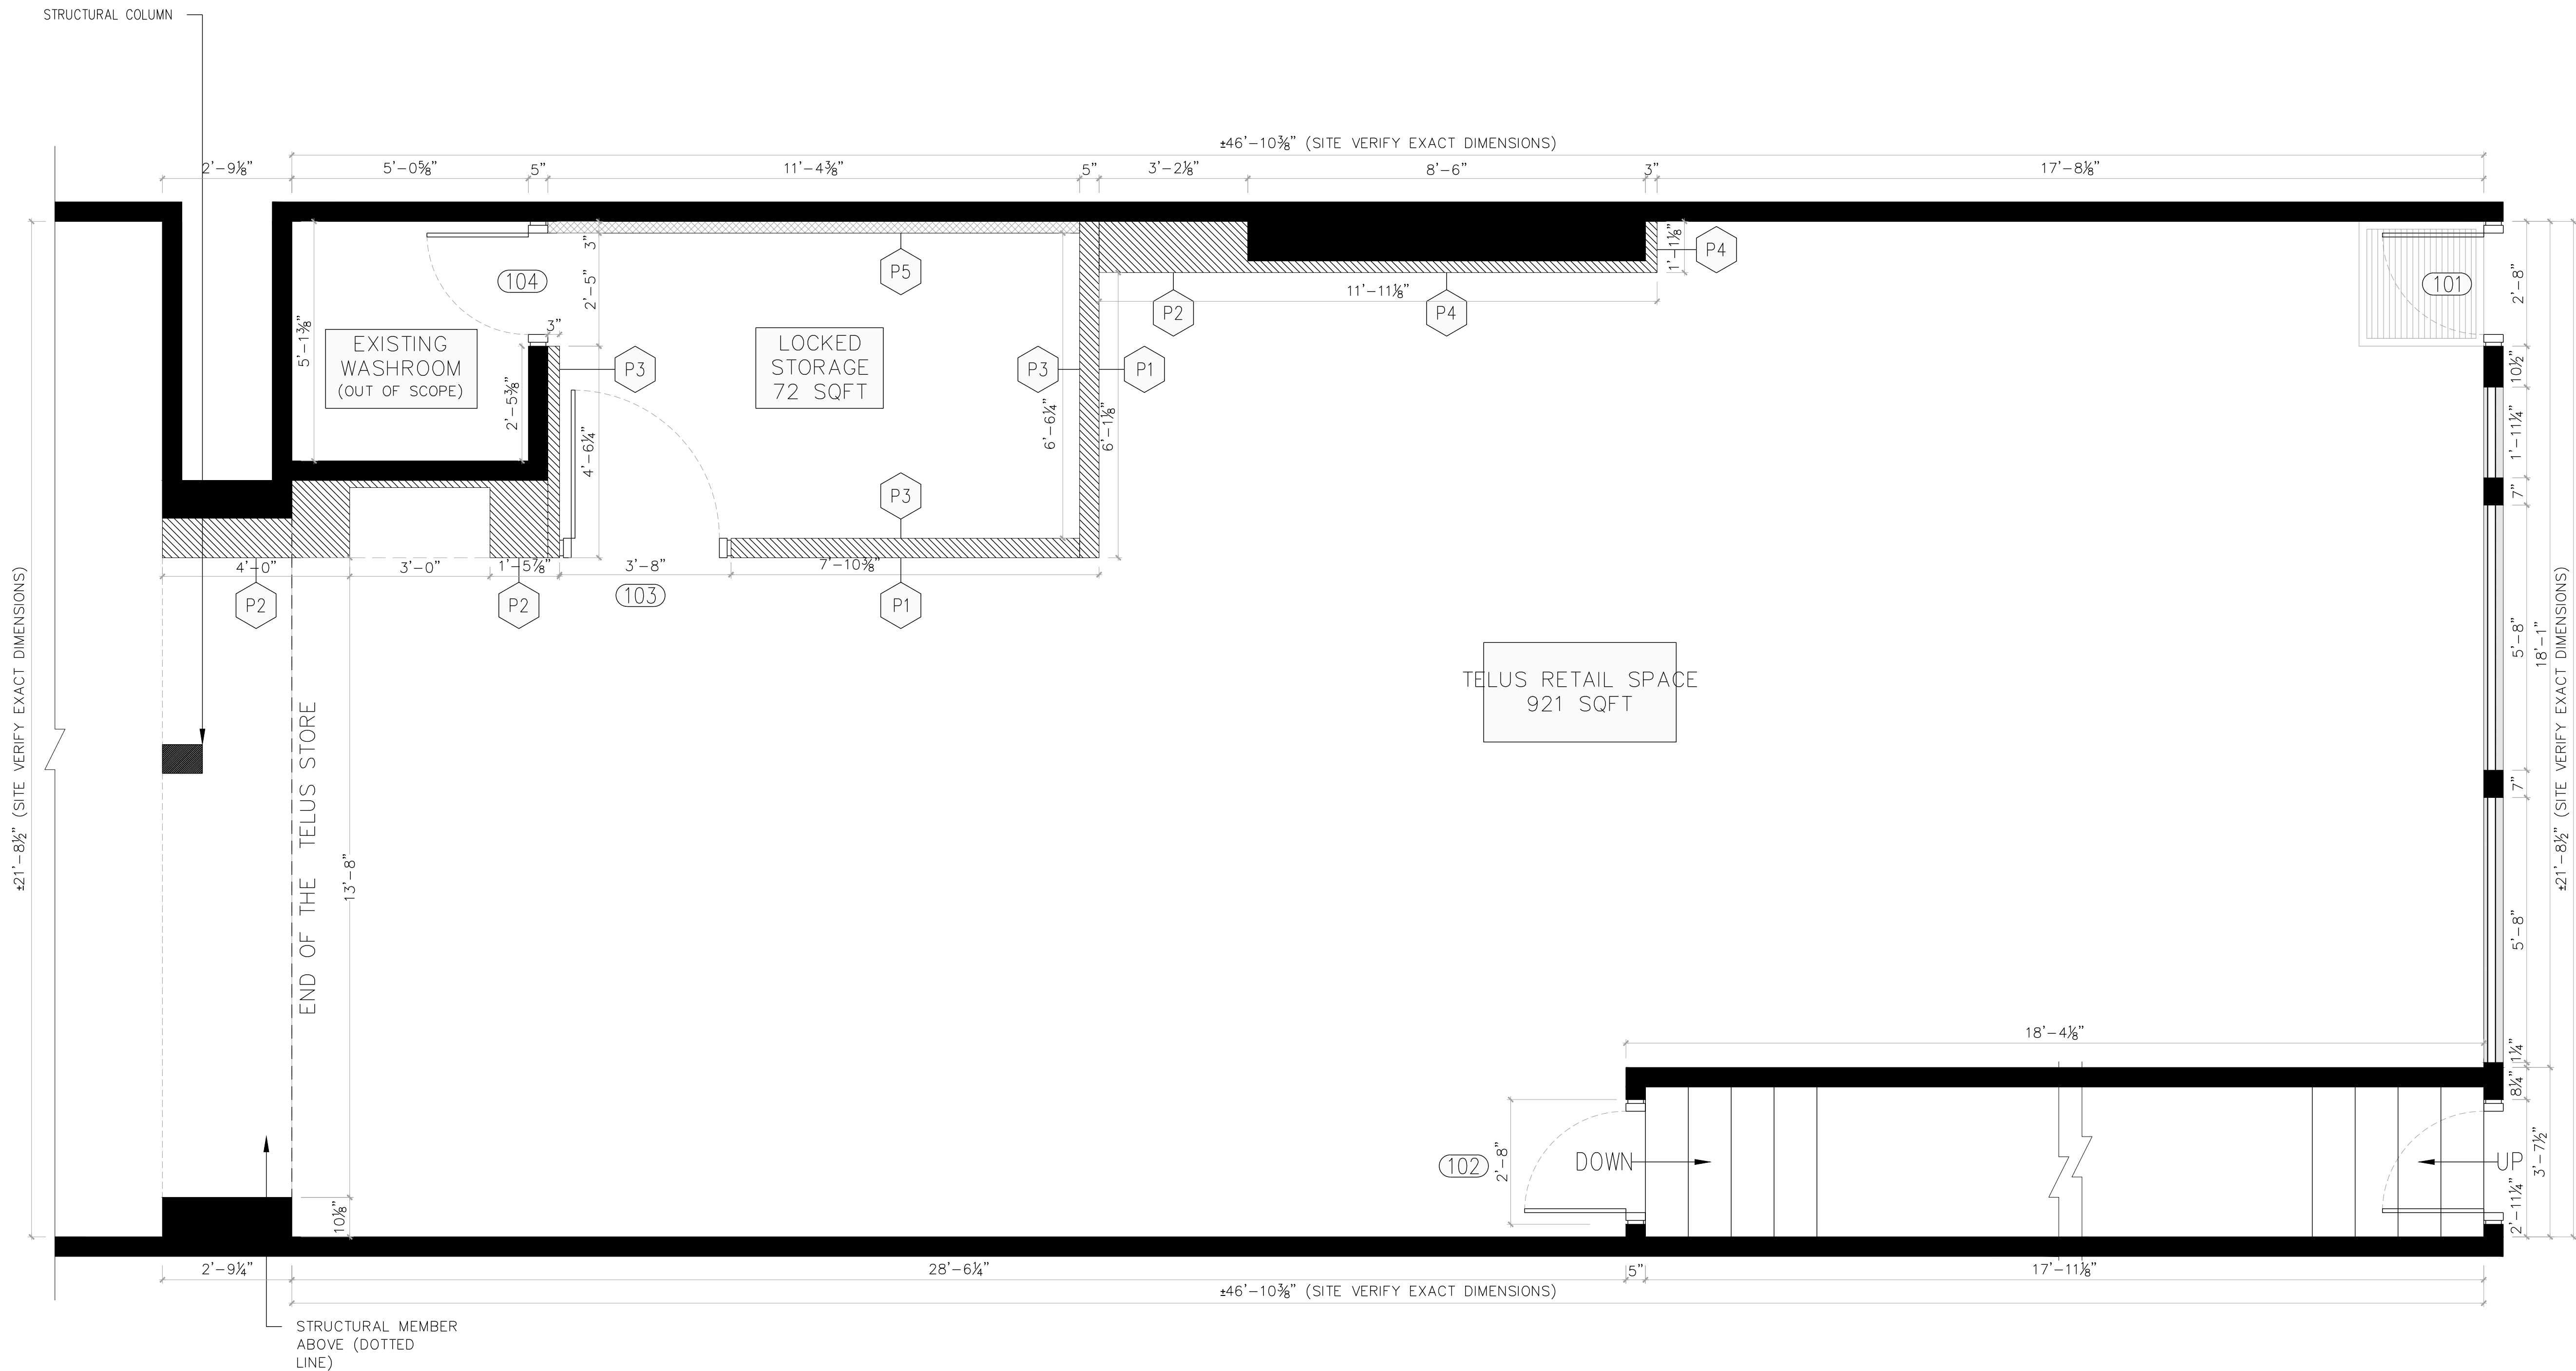 STRUCTURAL COLUMN
±46'-10⅜" (SITE VERIFY EXACT DIMENSIONS)
2'-9⅛"
5'-0⅝"
5"
11'-4⅜"
5"
3'-2⅛"
8'-6"
3"
17'-8⅛"
3"
P5
1'-1⅛"
P4
104
2'-5"
11'-11⅛"
101
2'-8"
P2
P4
3"
5'-1⅜"
EXISTING
WASHROOM
(OUT OF SCOPE)
LOCKED
STORAGE
72 SQFT
P3
P3
P1
10½"
2'-5⅜"
4'-6¼"
6'-6¼"
6'-1⅛"
1'-11¼"
P3
7"
4'-0"
3'-0"
1'-5⅞"
3'-8"
7'-10⅜"
103
P2
P2
P1
±21'-8½" (SITE VERIFY EXACT DIMENSIONS)
5'-8"
18'-1"
±21'-8½" (SITE VERIFY EXACT DIMENSIONS)
TELUS RETAIL SPACE
921 SQFT
END OF THE TELUS STORE
7"
13'-8"
5'-8"
18'-4⅛"
1¼"
8¼"
102
2'-8"
DOWN
UP
3'-7½"
2'-11¼"
10⅛"
2'-9¼"
28'-6¼"
5"
17'-11⅛"
±46'-10⅜" (SITE VERIFY EXACT DIMENSIONS)
STRUCTURAL MEMBER
ABOVE (DOTTED
LINE)